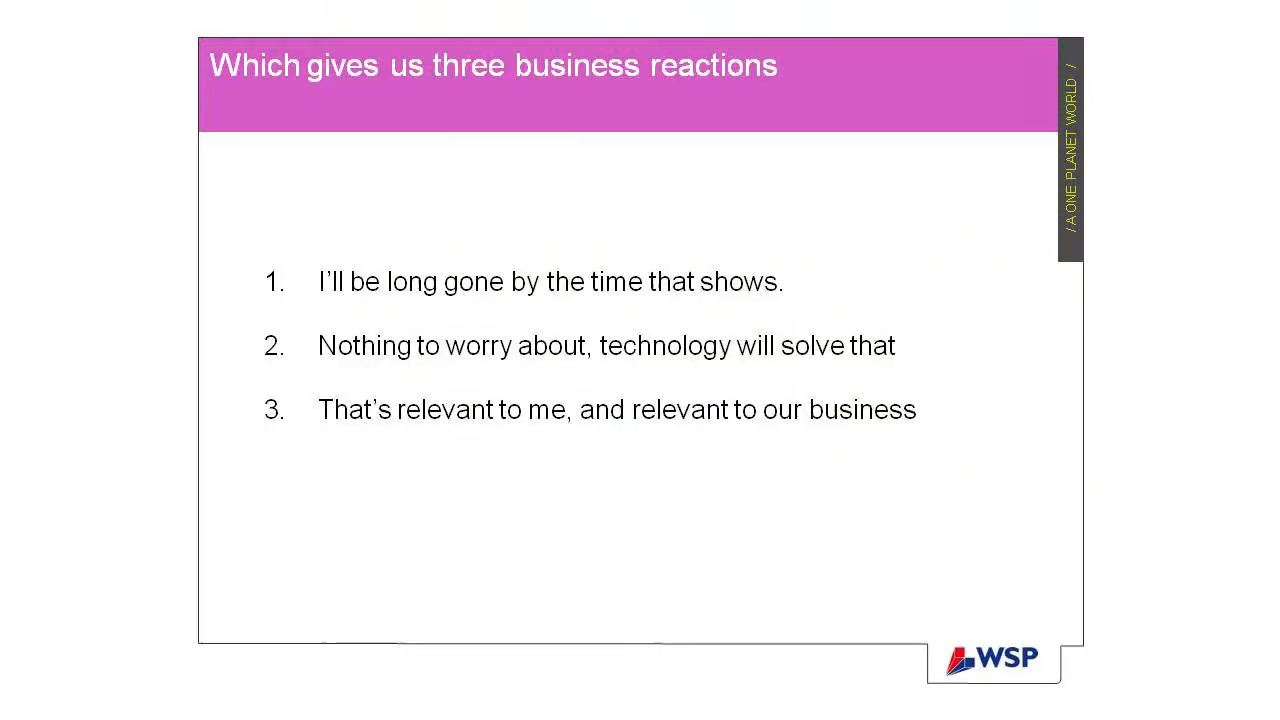 Which gives us three business reactions
/ A ONE PLANET WORLD /
1. I’ll be long gone by the time that shows.
2. Nothing to worry about, technology will solve that
3. That’s relevant to me, and relevant to our business
WSP